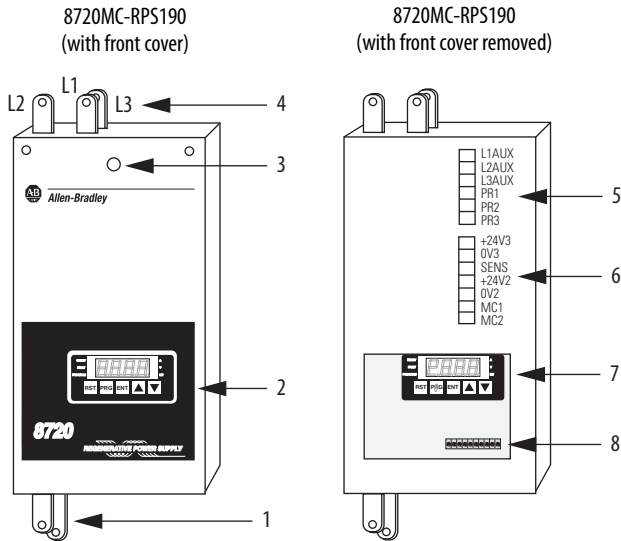 8720MC-RPS190
(with front cover)
8720MC-RPS190
(with front cover removed)
L1
L2
L3
4
3
A-B
Allen-Bradley
RST PRG ENT
2
8720
REGENERATIVE POWER SUPPLY
1
L1AUX
L2AUX
L3AUX
PR1
PR2
PR3
5
+24V3
0V3
SENS
+24V2
0V2
MC1
MC2
6
RST PRG ENT
7
8